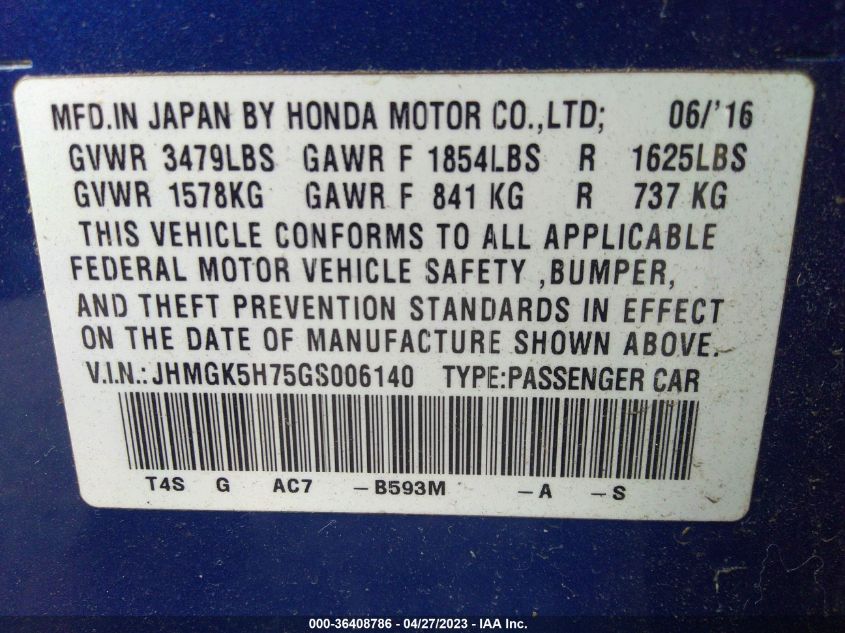 MFD.IN JAPAN BY HONDA MOTOR CO.,LTD; 06/'16
GVWR 3479LBS GAWR F 1854LBS R 1625LBS
GVWR 1578KG GAWR F 841 KG R 737 KG
THIS VEHICLE CONFORMS TO ALL APPLICABLE
FEDERAL MOTOR VEHICLE SAFETY ,BUMPER,
AND THEFT PREVENTION STANDARDS IN EFFECT
ON THE DATE OF MANUFACTURE SHOWN ABOVE.
V.I.N.: JHMGK5H75GS006140 TYPE:PASSENGER CAR
T4S G AC7 -B593M -A -S
000-36408786 - 04/27/2023 - IAA Inc.